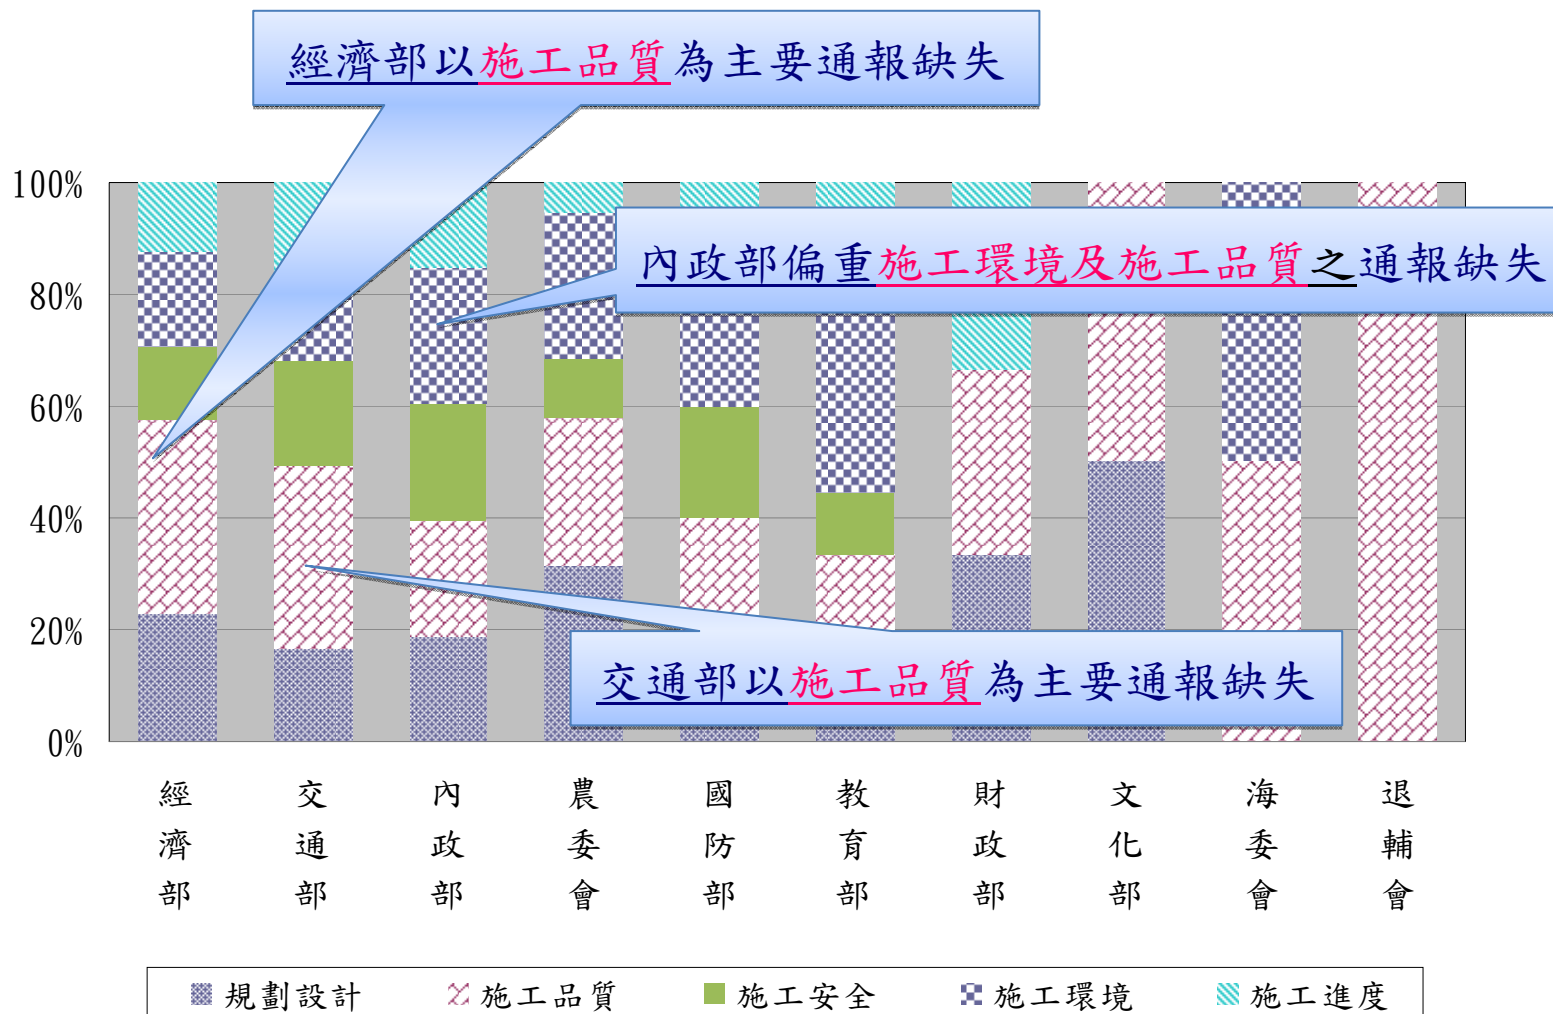 經濟部以施工品質為主要通報缺失
100%
內政部偏重施工環境及施工品質之通報缺失
80%
60%
40%
20%
交通部以施工品質為主要通報缺失
0%
經濟部
交通部
內政部
農委會
國防部
教育部
財政部
文化部
海委會
退輔會
規劃設計 施工品質 施工安全 施工環境 施工進度